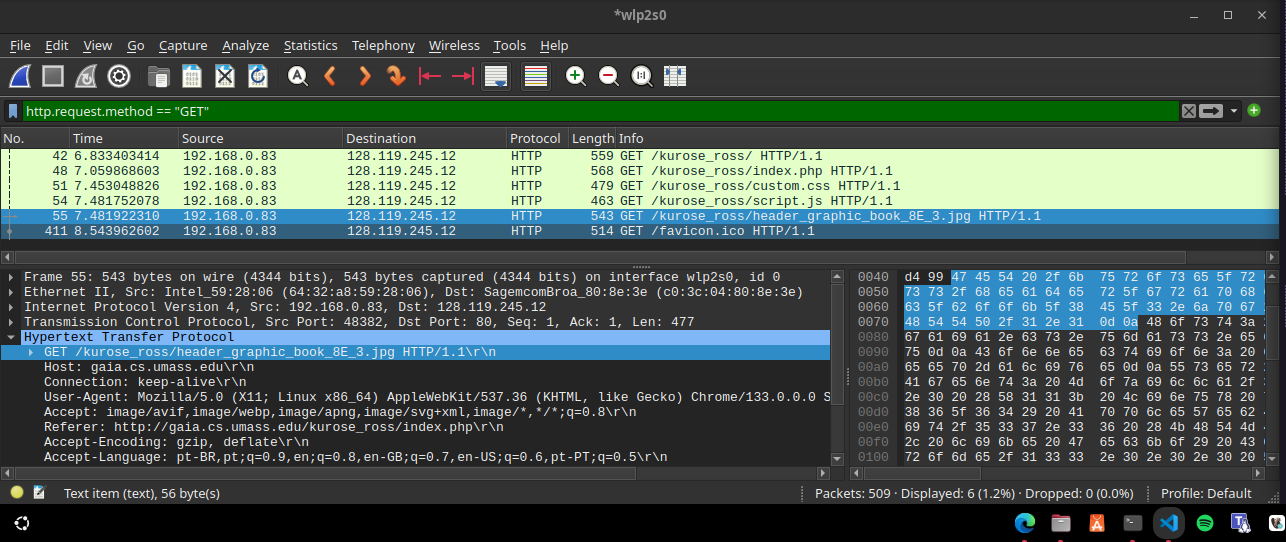 *wlp2s0
File Edit View Go Capture Analyze Statistics Telephony Wireless Tools Help
http.request.method == "GET"
No. Time Source Destination Protocol Length Info
42 6.833403414 192.168.0.83 128.119.245.12 HTTP 559 GET /kurose_ross/ HTTP/1.1
48 7.059868603 192.168.0.83 128.119.245.12 HTTP 568 GET /kurose_ross/index.php HTTP/1.1
51 7.453048826 192.168.0.83 128.119.245.12 HTTP 479 GET /kurose_ross/custom.css HTTP/1.1
54 7.481752078 192.168.0.83 128.119.245.12 HTTP 463 GET /kurose_ross/script.js HTTP/1.1
55 7.481922310 192.168.0.83 128.119.245.12 HTTP 543 GET /kurose_ross/header_graphic_book_8E_3.jpg HTTP/1.1
411 8.543962602 192.168.0.83 128.119.245.12 HTTP 514 GET /favicon.ico HTTP/1.1
Frame 55: 543 bytes on wire (4344 bits), 543 bytes captured (4344 bits) on interface wlp2s0, id 0
Ethernet II, Src: Intel_59:28:06 (64:32:a8:59:28:06), Dst: SagemcomBroa_80:8e:3e (c0:3c:04:80:8e:3e)
Internet Protocol Version 4, Src: 192.168.0.83, Dst: 128.119.245.12
Transmission Control Protocol, Src Port: 48382, Dst Port: 80, Seq: 1, Ack: 1, Len: 477
Hypertext Transfer Protocol
GET /kurose_ross/header_graphic_book_8E_3.jpg HTTP/1.1\r\n
Host: gaia.cs.umass.edu\r\n
Connection: keep-alive\r\n
User-Agent: Mozilla/5.0 (X11; Linux x86_64) AppleWebKit/537.36 (KHTML, like Gecko) Chrome/133.0.0.0 S
Accept: image/avif,image/webp,image/apng,image/svg+xml,image/*,*/*;q=0.8\r\n
Referer: http://gaia.cs.umass.edu/kurose_ross/index.php\r\n
Accept-Encoding: gzip, deflate\r\n
Accept-Language: pt-BR,pt;q=0.9,en;q=0.8,en-GB;q=0.7,en-US;q=0.6,pt-PT;q=0.5\r\n
0040 d4 99 47 45 54 20 2f 6b 75 72 6f 73 65 5f 72
0050 73 73 2f 68 65 61 64 65 72 5f 67 72 61 70 68
0060 63 5f 62 6f 6f 6b 5f 38 45 5f 33 2e 6a 70 67
0070 48 54 54 50 2f 31 2e 31 0d 0a 48 6f 73 74 3a
0080 67 61 69 61 2e 63 73 2e 75 6d 61 73 73 2e 65
0090 75 0d 0a 43 6f 6e 6e 65 63 74 69 6f 6e 3a 20
00a0 65 65 70 2d 61 6c 69 76 65 0d 0a 55 73 65 72
00b0 41 67 65 6e 74 3a 20 4d 6f 7a 69 6c 6c 61 2f
00c0 2e 30 20 28 58 31 31 3b 20 4c 69 6e 75 78 20
00d0 38 36 5f 36 34 29 20 41 70 70 6c 65 57 65 62
00e0 69 74 2f 35 33 37 2e 33 36 20 28 4b 48 54 4d
00f0 2c 20 6c 69 6b 65 20 47 65 63 6b 6f 29 20 43
0100 72 6f 6d 65 2f 31 33 33 2e 30 2e 30 2e 30 20
Text item (text), 56 byte(s)
Packets: 509 · Displayed: 6 (1.2%) · Dropped: 0 (0.0%)
Profile: Default